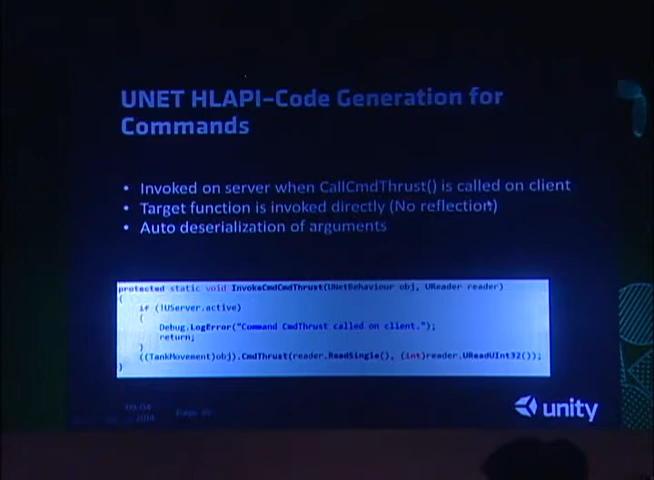 UNET HLAPI–Code Generation for
Commands
• Invoked on server when CallCmdThrust() is called on client
• Target function is invoked directly (No reflection)
• Auto deserialization of arguments
protected static void InvokeCmdCmdThrust(UNetBehaviour obj, UReader reader)
{
if (!UServer.active)
{
Debug.LogError("Command CmdThrust called on client.");
return;
}
((TankMovement)obj).CmdThrust(reader.ReadSingle(), (int)reader.UReadUInt32());
}
2014
Page
unity